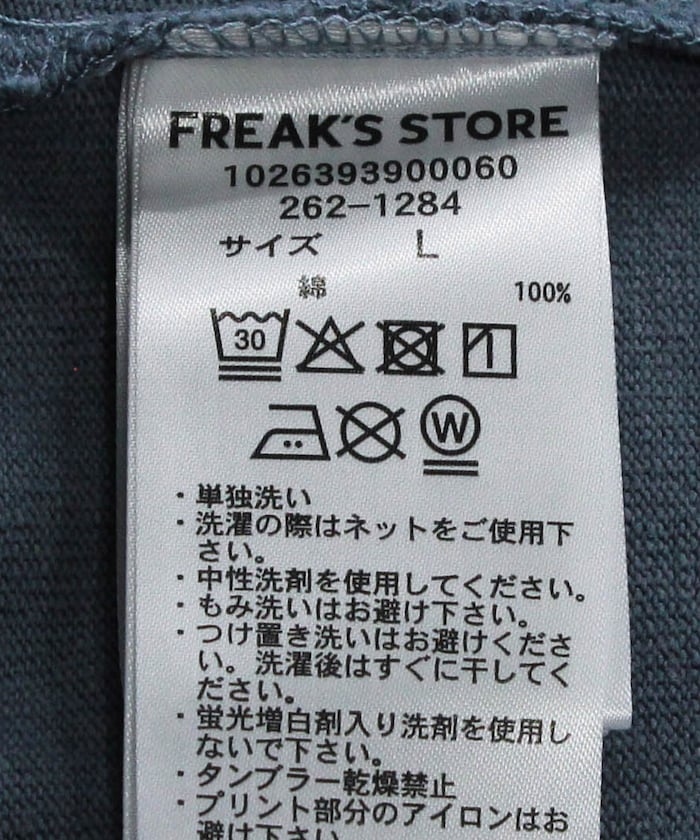 FREAK'S STORE
1026393900060
262-1284
サイズ L
綿 100%
30
W
・単独洗い
・洗濯の際はネットをご使用下
さい。
・中性洗剤を使用してください。
・もみ洗いはお避け下さい。
・つけ置き洗いはお避けくださ
い。洗濯後はすぐに干してく
ださい。
・蛍光増白剤入り洗剤を使用し
ないで下さい。
・タンブラー乾燥禁止
・プリント部分のアイロンはお
避け下さい。